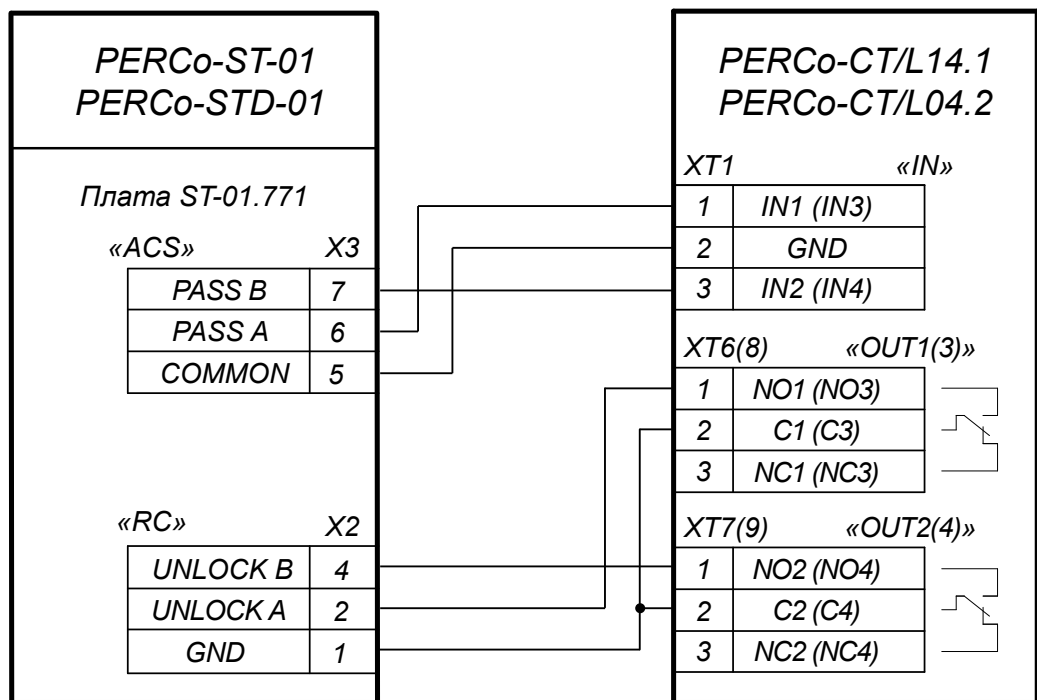 PERCo-ST-01
PERCo-STD-01
Плата ST-01.771
«ACS» X3
PASS B 7
PASS A 6
COMMON 5
«RC» X2
UNLOCK B 4
UNLOCK A 2
GND 1
PERCo-CT/L14.1
PERCo-CT/L04.2
XT1 «IN»
1 IN1 (IN3)
2 GND
3 IN2 (IN4)
XT6(8) «OUT1(3)»
1 NO1 (NO3)
2 C1 (C3)
3 NC1 (NC3)
XT7(9) «OUT2(4)»
1 NO2 (NO4)
2 C2 (C4)
3 NC2 (NC4)